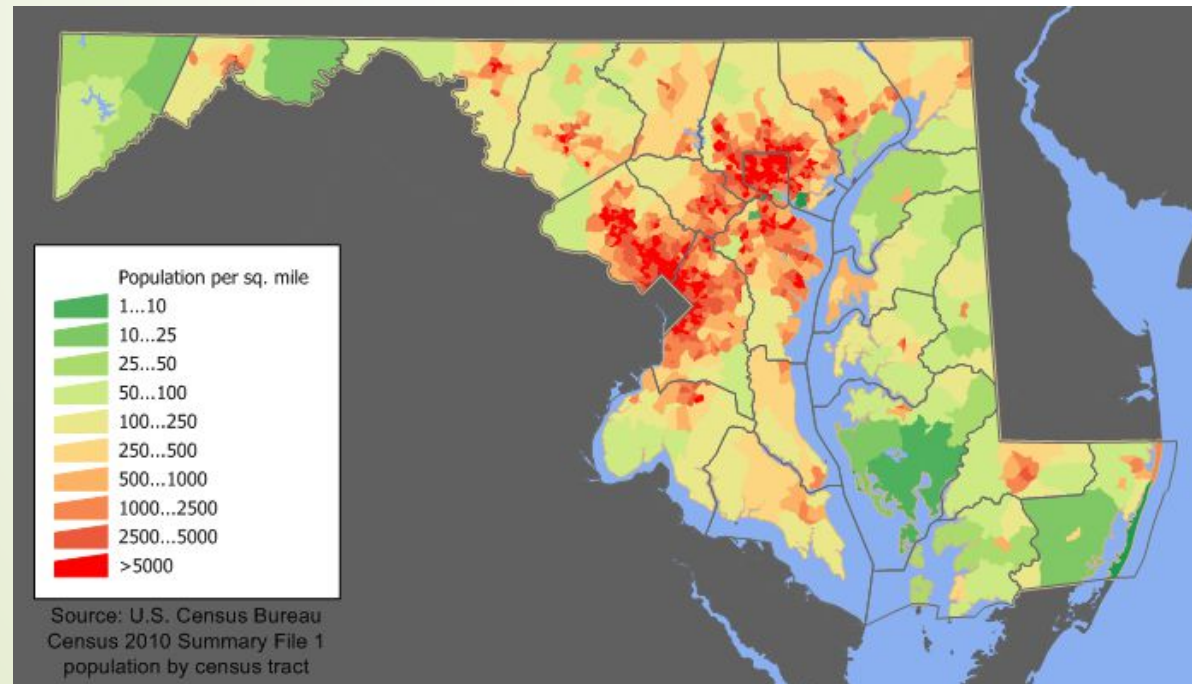 Population per sq. mile
1...10
10...25
25...50
50...100
100...250
250...500
500...1000
1000...2500
2500...5000
>5000
Source: U.S. Census Bureau
Census 2010 Summary File 1
population by census tract